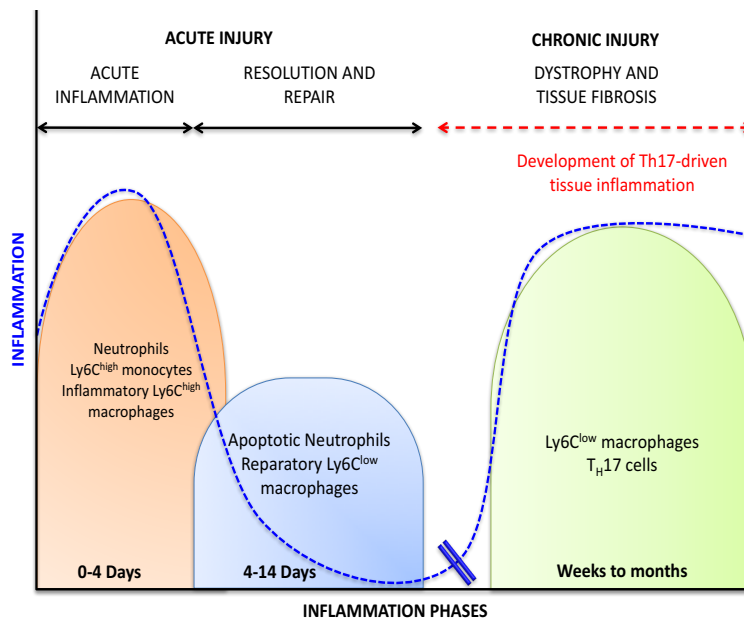 ACUTE INJURY
CHRONIC INJURY
ACUTE
INFLAMMATION
RESOLUTION AND
REPAIR
DYSTROPHY AND
TISSUE FIBROSIS
Development of Th17-driven
tissue inflammation
INFLAMMATION
Neutrophils
Ly6Chigh monocytes
Inflammatory Ly6Chigh
macrophages
Apoptotic Neutrophils
Reparatory Ly6Clow
macrophages
Ly6Clow macrophages
TH17 cells
0-4 Days
4-14 Days
Weeks to months
INFLAMMATION PHASES